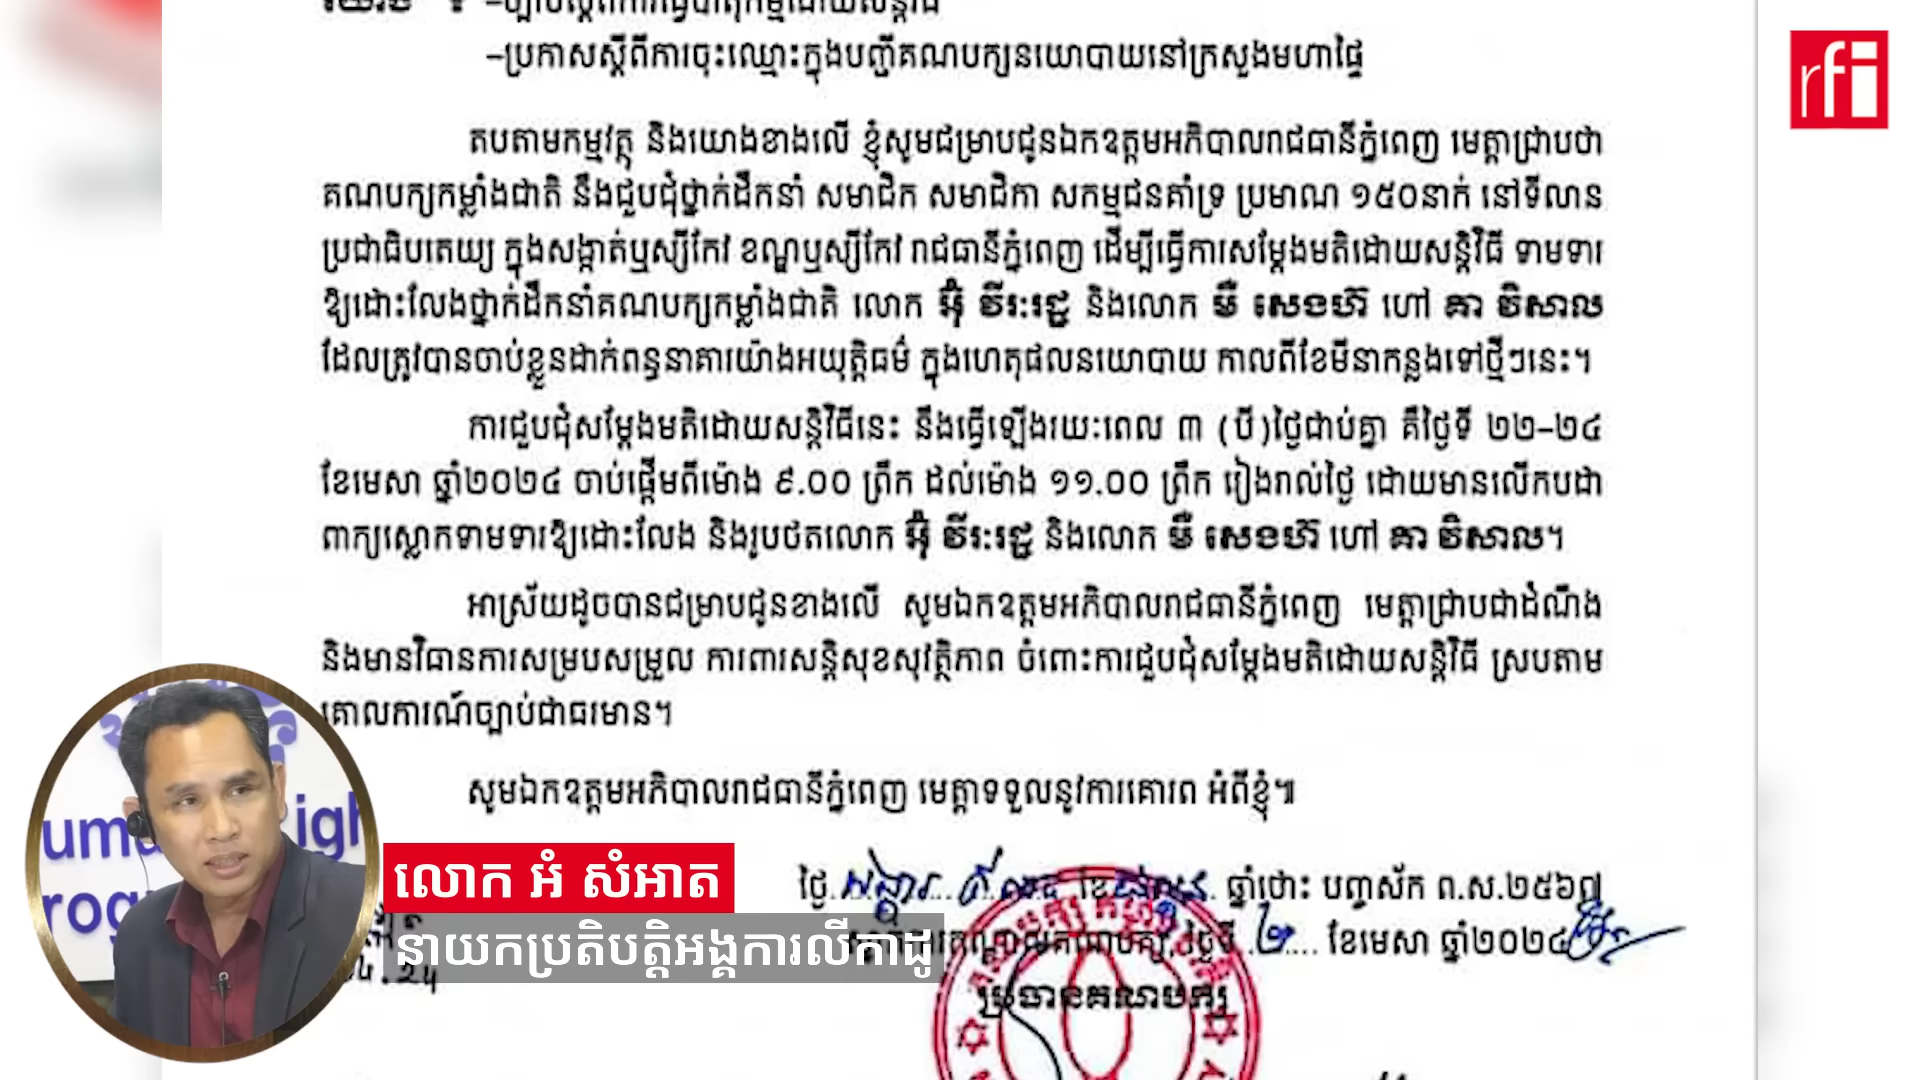 –ច្បាប់ស្តីពីការធ្វើបាតុកម្មដោយសន្តិវិធី
–ប្រកាសស្តីពីការចុះឈ្មោះក្នុងបញ្ជីគណបក្សនយោបាយនៅក្រសួងមហាផ្ទៃ
rfi
តបតាមកម្មវត្ថុ និងយោងខាងលើ ខ្ញុំសូមជម្រាបជូនឯកឧត្តមអភិបាលរាជធានីភ្នំពេញ មេត្តាជ្រាបថា
គណបក្សកម្លាំងជាតិ នឹងជួបជុំថ្នាក់ដឹកនាំ សមាជិក សមាជិកា សកម្មជនគាំទ្រ ប្រមាណ ១៥០នាក់ នៅទីលាន
ប្រជាធិបតេយ្យ ក្នុងសង្កាត់ឬស្សីកែវ ខណ្ឌឬស្សីកែវ រាជធានីភ្នំពេញ ដើម្បីធ្វើការសម្តែងមតិដោយសន្តិវិធី ទាមទារ
ឱ្យដោះលែងថ្នាក់ដឹកនាំគណបក្សកម្លាំងជាតិ លោក អ៊ុំ វីរៈរដ្ឋ និងលោក មឺ សេងហ៊ រ ហៅ គា វិសាល
ដែលត្រូវបានចាប់ខ្លួនដាក់ពន្ធនាគារយ៉ាងអយុត្តិធម៌ ក្នុងហេតុផលនយោបាយ កាលពីខែមីនាកន្លងទៅថ្មីៗនេះ។
ការជួបជុំសម្តែងមតិដោយសន្តិវិធីនេះ នឹងធ្វើឡើងរយៈពេល ៣ (បី)ថ្ងៃជាប់គ្នា គឺថ្ងៃទី ២២–២៤
ខែមេសា ឆ្នាំ២០២៤ ចាប់ផ្តើមពីម៉ោង ៩.០០ ព្រឹក ដល់ម៉ោង ១១.០០ ព្រឹក រៀងរាល់ថ្ងៃ ដោយមានលើកបដា
ពាក្យស្លោកទាមទារឱ្យដោះលែង និងរូបថតលោក អ៊ុំ វីរៈរដ្ឋ និងលោក មឺ សេងហ៊ រ ហៅ គា វិសាល។
អាស្រ័យដូចបានជម្រាបជូនខាងលើ សូមឯកឧត្តមអភិបាលរាជធានីភ្នំពេញ មេត្តាជ្រាបជាដំណឹង
និងមានវិធានការសម្របសម្រួល ការពារសន្តិសុខសុវត្ថិភាព ចំពោះការជួបជុំសម្តែងមតិដោយសន្តិវិធី ស្របតាម
គោលការណ៍ច្បាប់ជាធរមាន។
សូមឯកឧត្តមអភិបាលរាជធានីភ្នំពេញ មេត្តាទទួលនូវការគោរព អំពីខ្ញុំ៕
លោក អំ សំអាត
នាយកប្រតិបត្តិអង្គការលីកាដូ
ថ្ងៃ ខែ ឆ្នាំថោះ បញ្ចស័ក ព.ស.២៥៦៧
ថ្ងៃទី ២ ខែមេសា ឆ្នាំ២០២៤
ប្រធានគណបក្ស